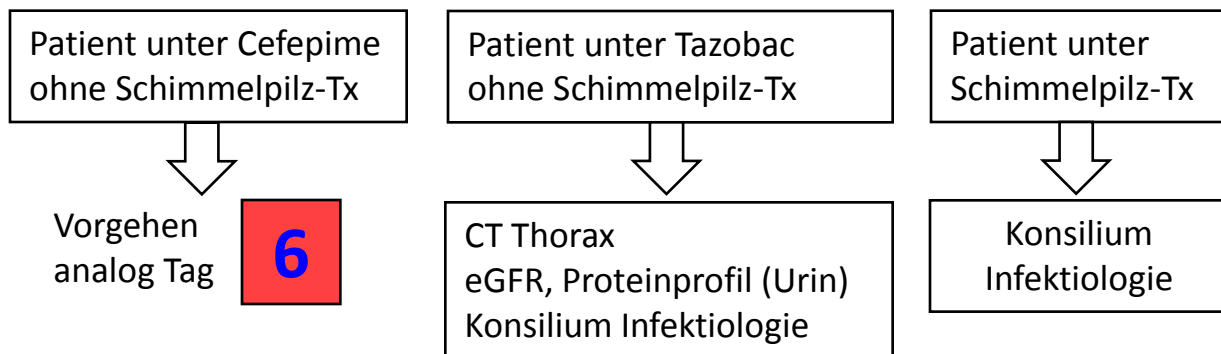 Patient unter Cefepime
ohne Schimmelpilz-Tx
Patient unter Tazobac
ohne Schimmelpilz-Tx
Patient unter
Schimmelpilz-Tx
Vorgehen
analog Tag
6
CT Thorax
eGFR, Proteinprofil (Urin)
Konsilium Infektiologie
Konsilium
Infektiologie